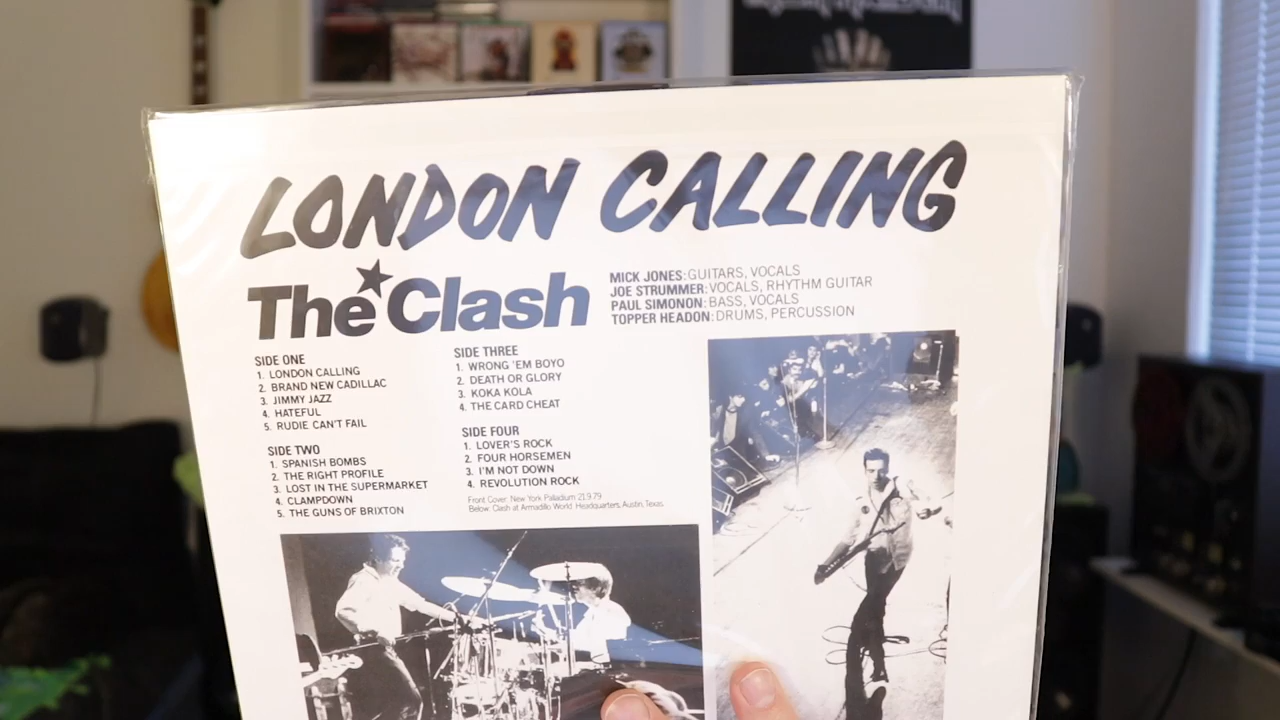 LONDON CALLING
The Clash
MICK JONES: GUITARS, VOCALS
JOE STRUMMER: VOCALS, RHYTHM GUITAR
PAUL SIMONON: BASS, VOCALS
TOPPER HEADON: DRUMS, PERCUSSION
SIDE ONE
1. LONDON CALLING
2. BRAND NEW CADILLAC
3. JIMMY JAZZ
4. HATEFUL
5. RUDIE CAN'T FAIL
SIDE TWO
1. SPANISH BOMBS
2. THE RIGHT PROFILE
3. LOST IN THE SUPERMARKET
4. CLAMPDOWN
5. THE GUNS OF BRIXTON
SIDE THREE
1. WRONG 'EM BOYO
2. DEATH OR GLORY
3. KOKA KOLA
4. THE CARD CHEAT
SIDE FOUR
1. LOVER'S ROCK
2. FOUR HORSEMEN
3. I'M NOT DOWN
4. REVOLUTION ROCK
Front Cover: New York Palladium 21.9.79
Below: Clash at Armadillo World Headquarters, Austin, Texas.